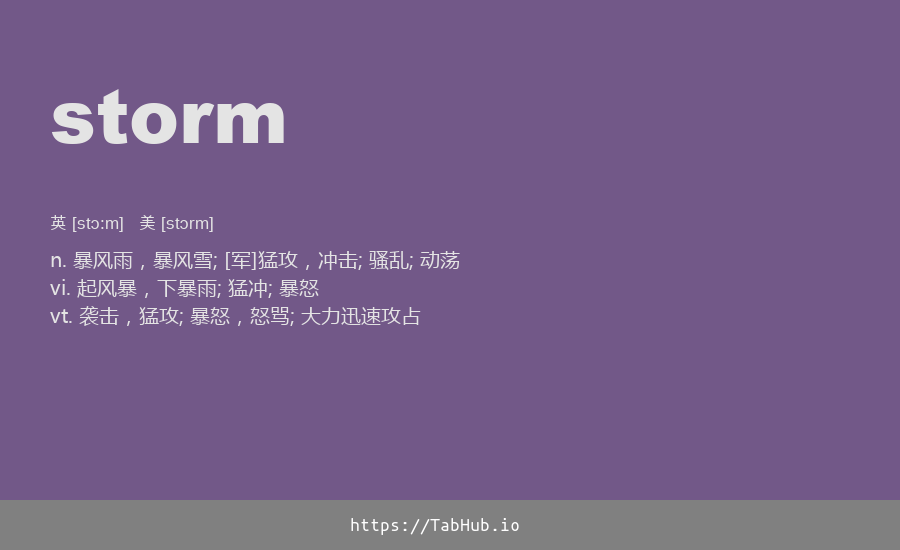 storm
英 [stɔ:m] 美 [stɔrm]
n. 暴风雨，暴风雪; [军]猛攻，冲击; 骚乱; 动荡
vi. 起风暴，下暴雨; 猛冲; 暴怒
vt. 袭击，猛攻; 暴怒，怒骂; 大力迅速攻占
https://TabHub.io